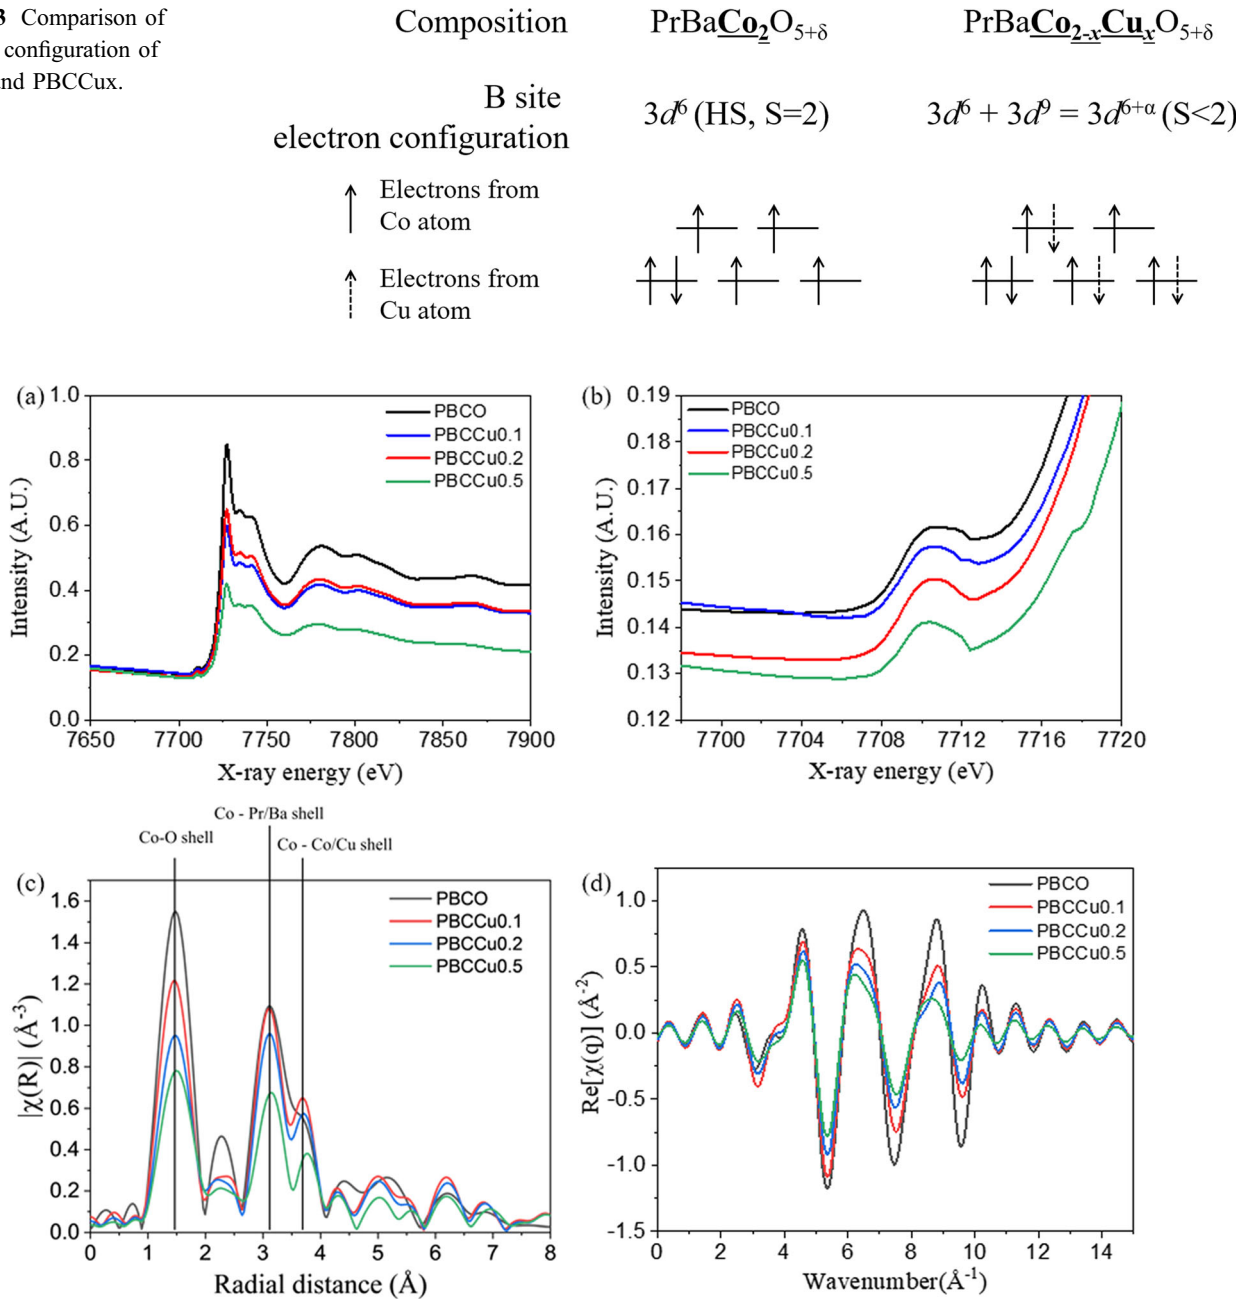 3 Comparison of
configuration of
and PBCCux.
Composition
PrBaCo₂O₅₊δ
PrBaCo₂₋ₓCuₓO₅₊δ
B site
electron configuration
3d⁶ (HS, S=2)
3d⁶ + 3d⁹ = 3d⁶⁺ᵅ (S<2)
Electrons from
Co atom
Electrons from
Cu atom
(a)
PBCO
PBCCu0.1
PBCCu0.2
PBCCu0.5
Intensity (A.U.)
1.0
0.8
0.6
0.4
0.2
0.0
7650 7700 7750 7800 7850 7900
X-ray energy (eV)
(b)
PBCO
PBCCu0.1
PBCCu0.2
PBCCu0.5
Intensity (A.U.)
0.19
0.18
0.17
0.16
0.15
0.14
0.13
0.12
7700 7704 7708 7712 7716 7720
X-ray energy (eV)
Co - Pr/Ba shell
Co-O shell
Co - Co/Cu shell
(c)
PBCO
PBCCu0.1
PBCCu0.2
PBCCu0.5
|χ(R)| (Å⁻³)
1.6
1.4
1.2
1.0
0.8
0.6
0.4
0.2
0.0
0 1 2 3 4 5 6 7 8
Radial distance (Å)
(d)
PBCO
PBCCu0.1
PBCCu0.2
PBCCu0.5
Re[χ(q)] (Å⁻²)
1.0
0.5
0.0
-0.5
-1.0
-1.5
0 2 4 6 8 10 12 14
Wavenumber(Å⁻¹)